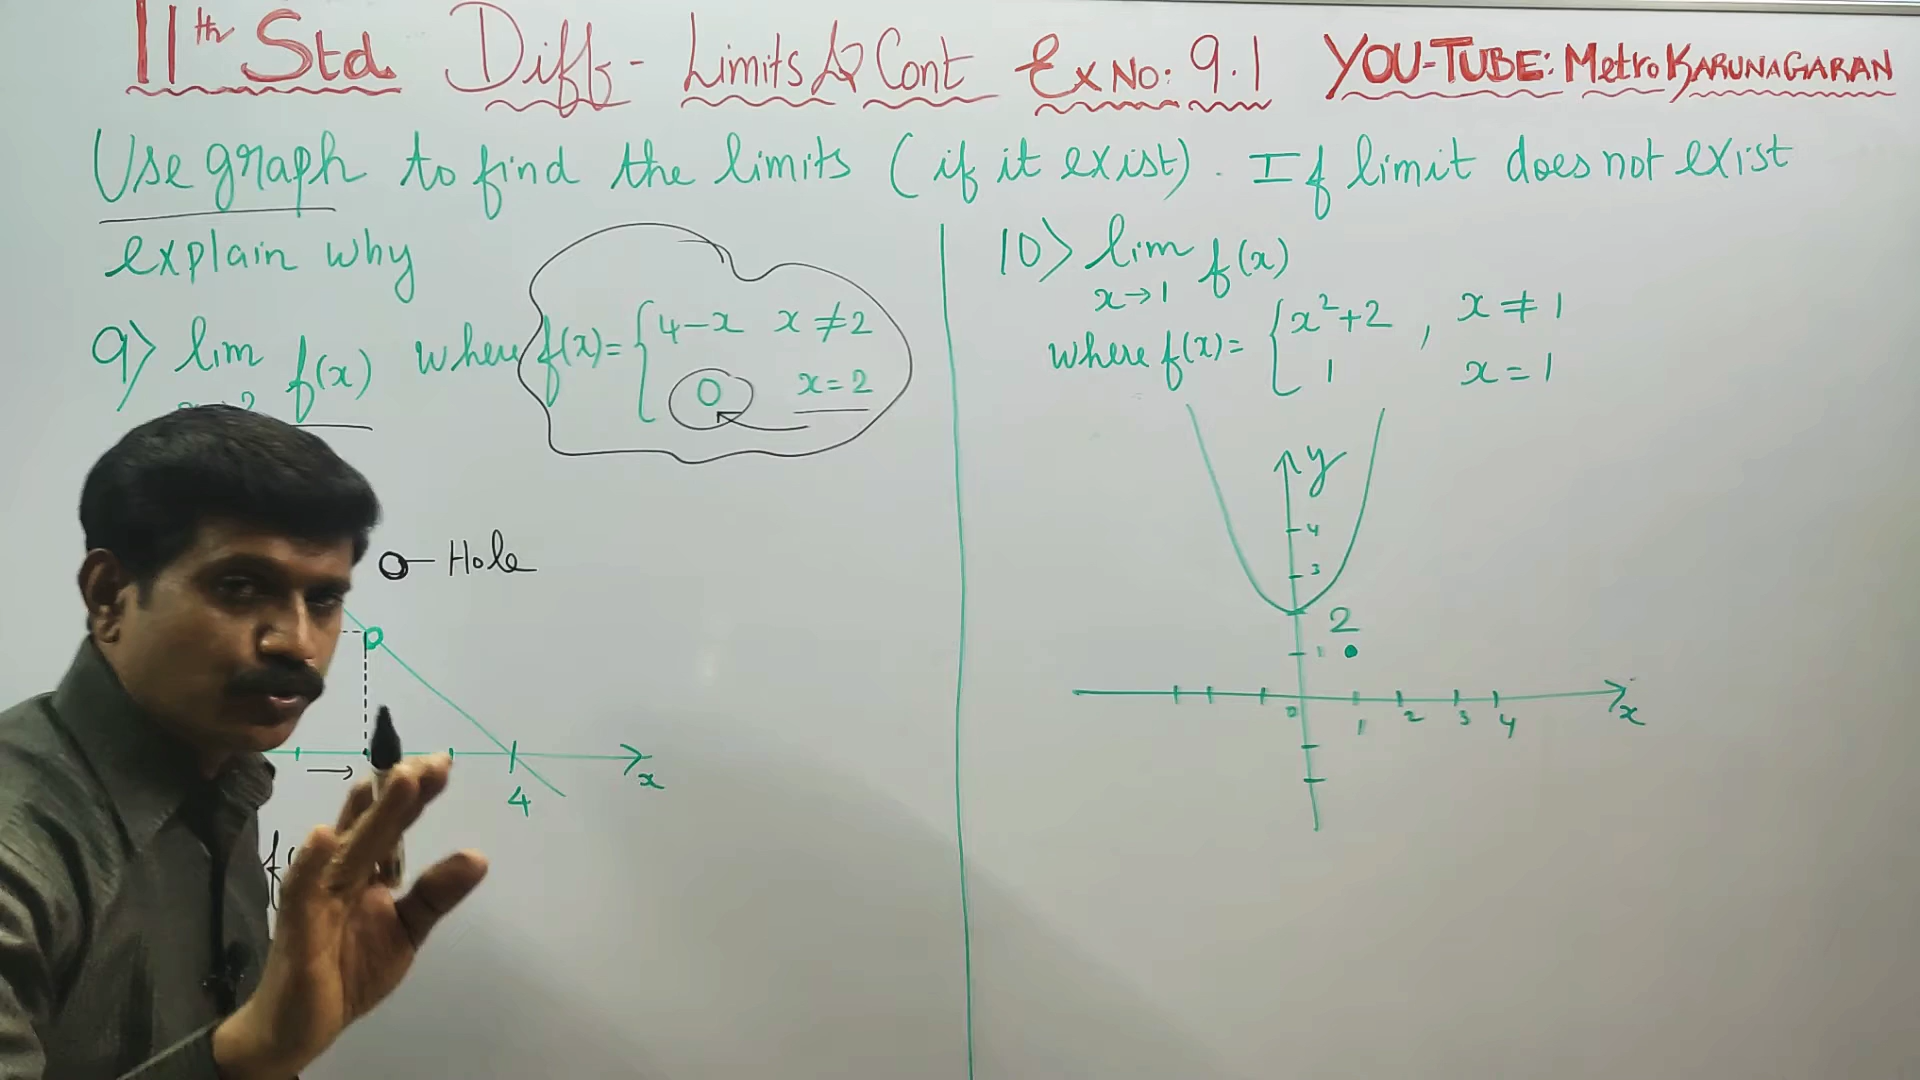 11th Std. Diff - Limits & Cont Ex No: 9.1 YOU-TUBE: Metro KARUNAGARAN
Use graph to find the limits (if it exist). If limit does not exist
explain why
9) lim f(x) where f(x) = { 4-x x ≠ 2
0 x = 2
O - Hole
4
x
10) lim f(x)
x→1
where f(x) = { x²+2 , x ≠ 1
1 x = 1
y
4
3
2
1
0 1 2 3 4 x